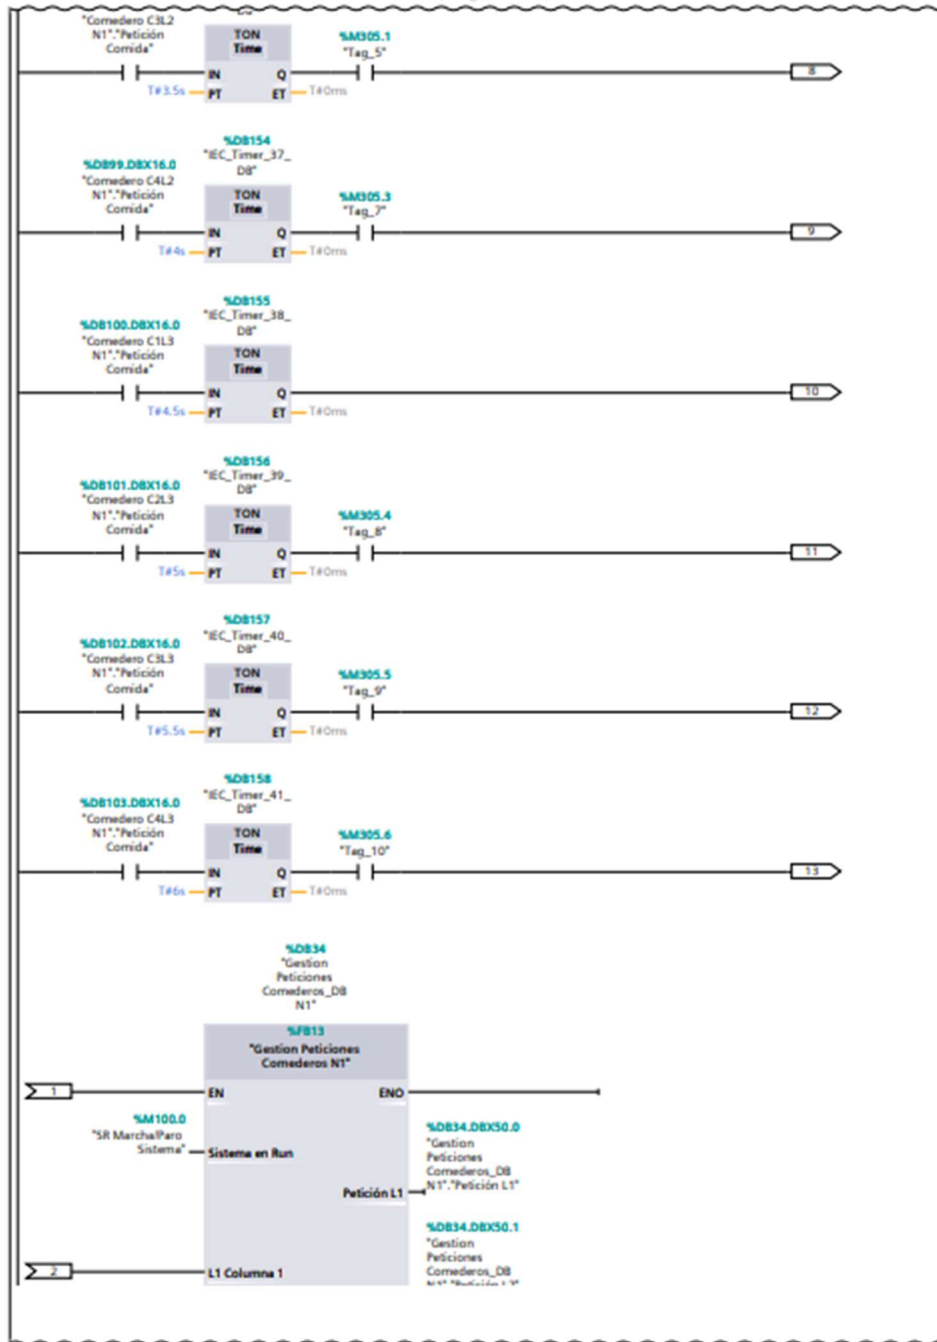 "Comedero C3L2
N1"."Petición
Comida"
TON
Time
%M305.1
"Tag_5"
IN Q
8
T#3.5s PT ET T#0ms
%DB154
"IEC_Timer_37_
DB"
%DB99.DBX16.0
"Comedero C4L2
N1"."Petición
Comida"
TON
Time
%M305.3
"Tag_7"
IN Q
9
T#4s PT ET T#0ms
%DB155
"IEC_Timer_38_
DB"
%DB100.DBX16.0
"Comedero C1L3
N1"."Petición
Comida"
TON
Time
IN Q
10
T#4.5s PT ET T#0ms
%DB156
"IEC_Timer_39_
DB"
%DB101.DBX16.0
"Comedero C2L3
N1"."Petición
Comida"
TON
Time
%M305.4
"Tag_8"
IN Q
11
T#5s PT ET T#0ms
%DB157
"IEC_Timer_40_
DB"
%DB102.DBX16.0
"Comedero C3L3
N1"."Petición
Comida"
TON
Time
%M305.5
"Tag_9"
IN Q
12
T#5.5s PT ET T#0ms
%DB158
"IEC_Timer_41_
DB"
%DB103.DBX16.0
"Comedero C4L3
N1"."Petición
Comida"
TON
Time
%M305.6
"Tag_10"
IN Q
13
T#6s PT ET T#0ms
%DB34
"Gestion
Peticiones
Comederos_DB
N1"
%FB13
"Gestion Peticiones
Comederos N1"
1
EN ENO
%M100.0
"SR Marcha/Paro
Sistema"
Sistema en Run
%DB34.DBX50.0
"Gestion
Peticiones
Comederos_DB
N1"."Petición L1"
Petición L1
%DB34.DBX50.1
"Gestion
Peticiones
Comederos_DB
2
L1 Columna 1